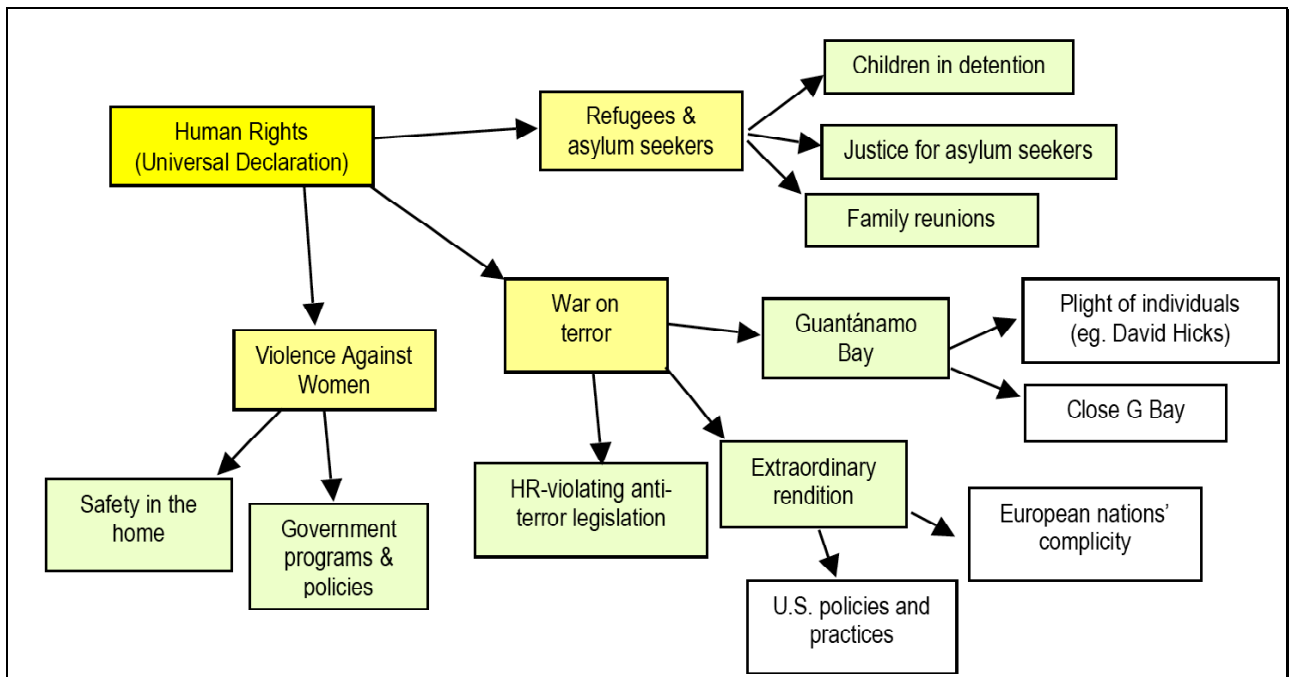 Children in detention
Human Rights
(Universal Declaration)
Refugees &
asylum seekers
Justice for asylum seekers
Family reunions
War on
terror
Guantánamo
Bay
Plight of individuals
(eg. David Hicks)
Violence Against
Women
Close G Bay
Safety in the
home
Government
programs &
policies
HR-violating anti-
terror legislation
Extraordinary
rendition
European nations’
complicity
U.S. policies and
practices